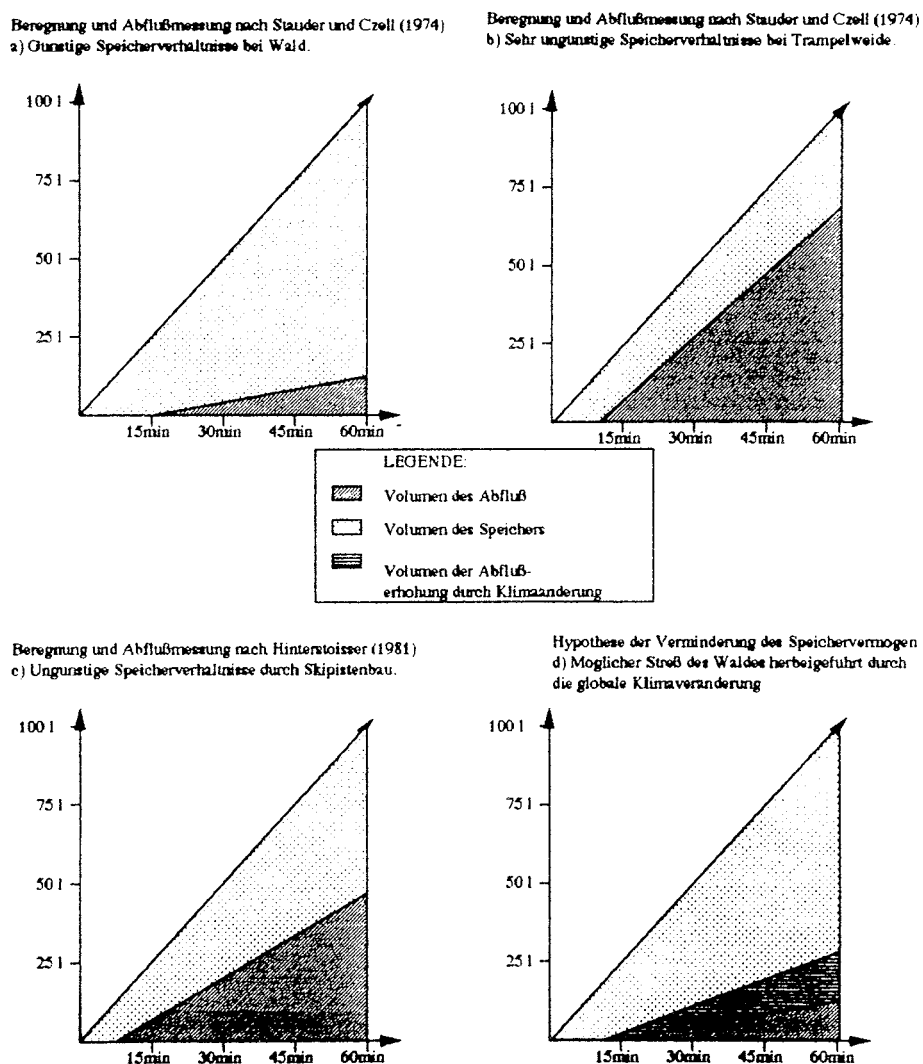 Beregnung und Abflußmessung nach Stauder und Czell (1974)
a) Gunstige Speicherverhaltnisse bei Wald.
100 l
75 l
50 l
25 l
15min
30min
45min
60min
Beregnung und Abflußmessung nach Stauder und Czell (1974)
b) Sehr ungunstige Speicherverhaltnisse bei Trampelweide.
100 l
75 l
50 l
25 l
15min
30min
45min
60min
LEGENDE:
Volumen des Abfluß
Volumen des Speichers
Volumen der Abfluß-
erhohung durch Klimaanderung
Beregnung und Abflußmessung nach Hinterstoisser (1981)
c) Ungunstige Speicherverhaltnisse durch Skipistenbau.
100 l
75 l
50 l
25 l
15min
30min
45min
60min
Hypothese der Verminderung des Speichervermogen
d) Moglicher Streß des Waldes herbeigefuhrt durch
die globale Klimaveranderung
100 l
75 l
50 l
25 l
15min
30min
45min
60min